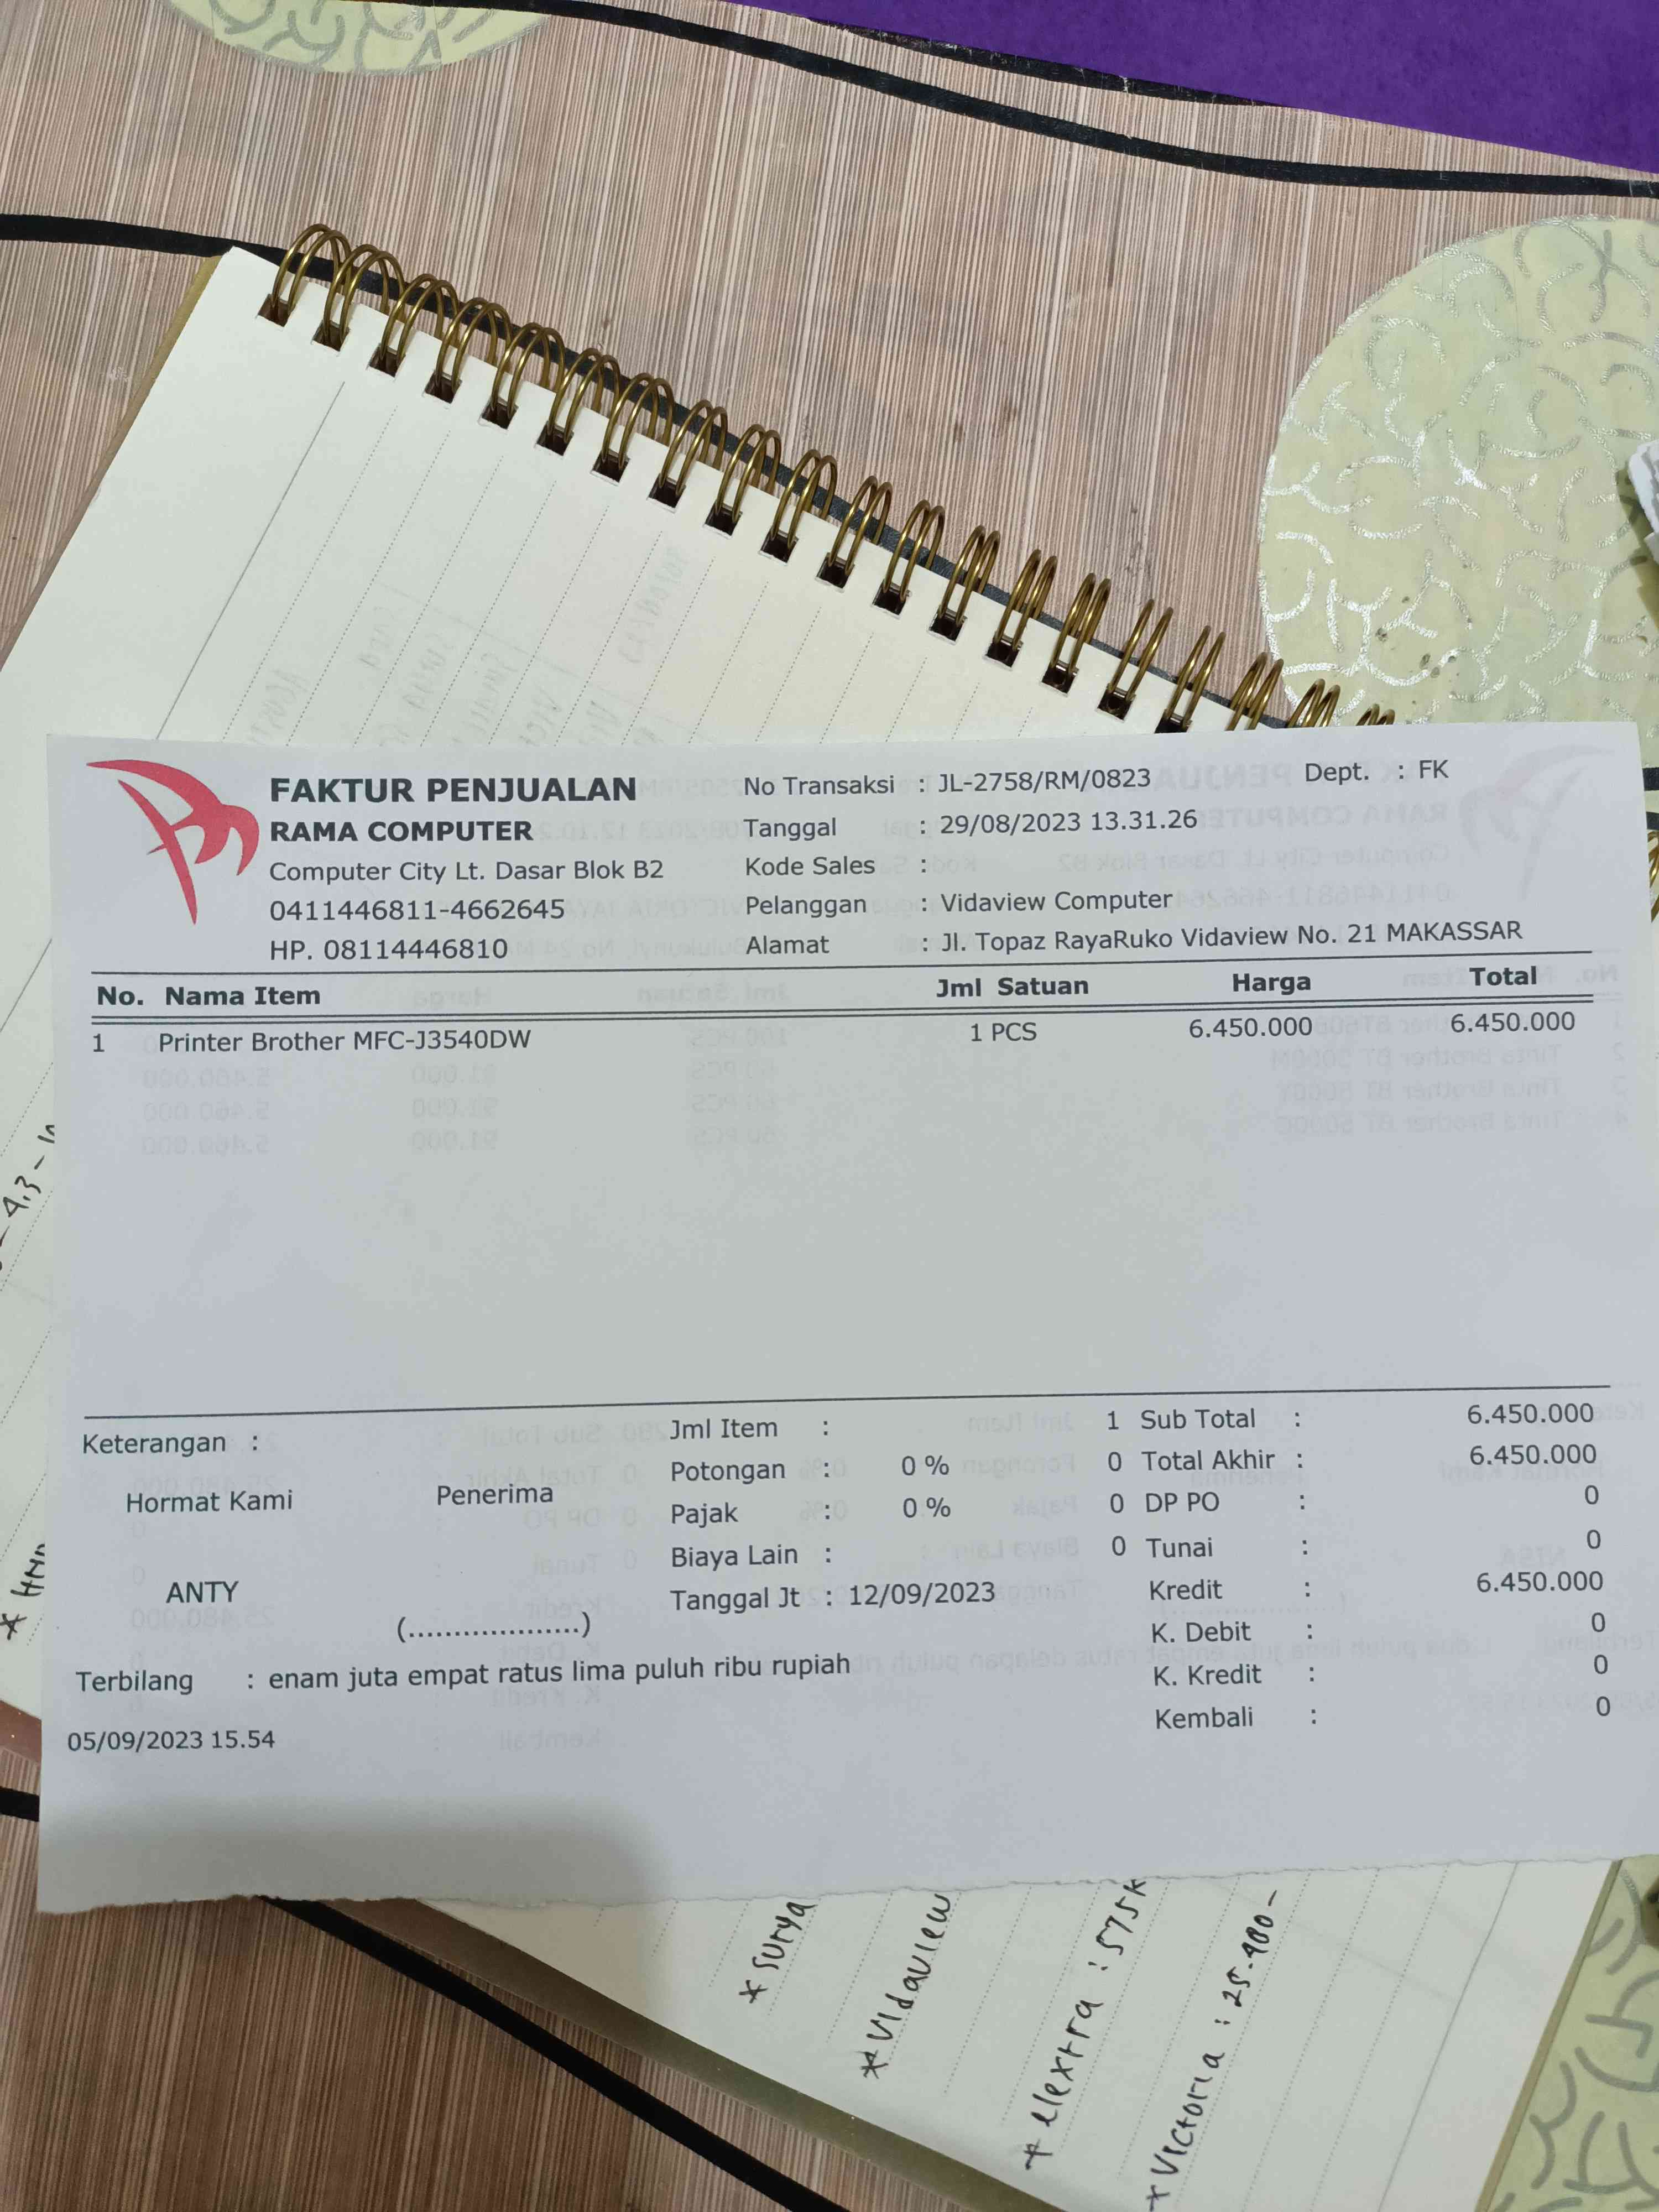 FAKTUR PENJUALAN
RAMA COMPUTER
Computer City Lt. Dasar Blok B2
0411446811-4662645
HP. 08114446810
No Transaksi : JL-2758/RM/0823 Dept. : FK
Tanggal : 29/08/2023 13.31.26
Kode Sales :
Pelanggan : Vidaview Computer
Alamat : Jl. Topaz RayaRuko Vidaview No. 21 MAKASSAR
No. Nama Item Jml Satuan Harga Total
1 Printer Brother MFC-J3540DW 1 PCS 6.450.000 6.450.000
Keterangan :
Hormat Kami Penerima
ANTY
(....................)
Jml Item : 1
Potongan : 0 % 0
Pajak : 0 % 0
Biaya Lain : 0
Tanggal Jt : 12/09/2023
Sub Total : 6.450.000
Total Akhir : 6.450.000
DP PO : 0
Tunai : 0
Kredit : 6.450.000
K. Debit : 0
K. Kredit : 0
Kembali : 0
Terbilang : enam juta empat ratus lima puluh ribu rupiah
05/09/2023 15.54
* Surya
* Vidaview
* elextra : 575k
* Victoria : 25.480-